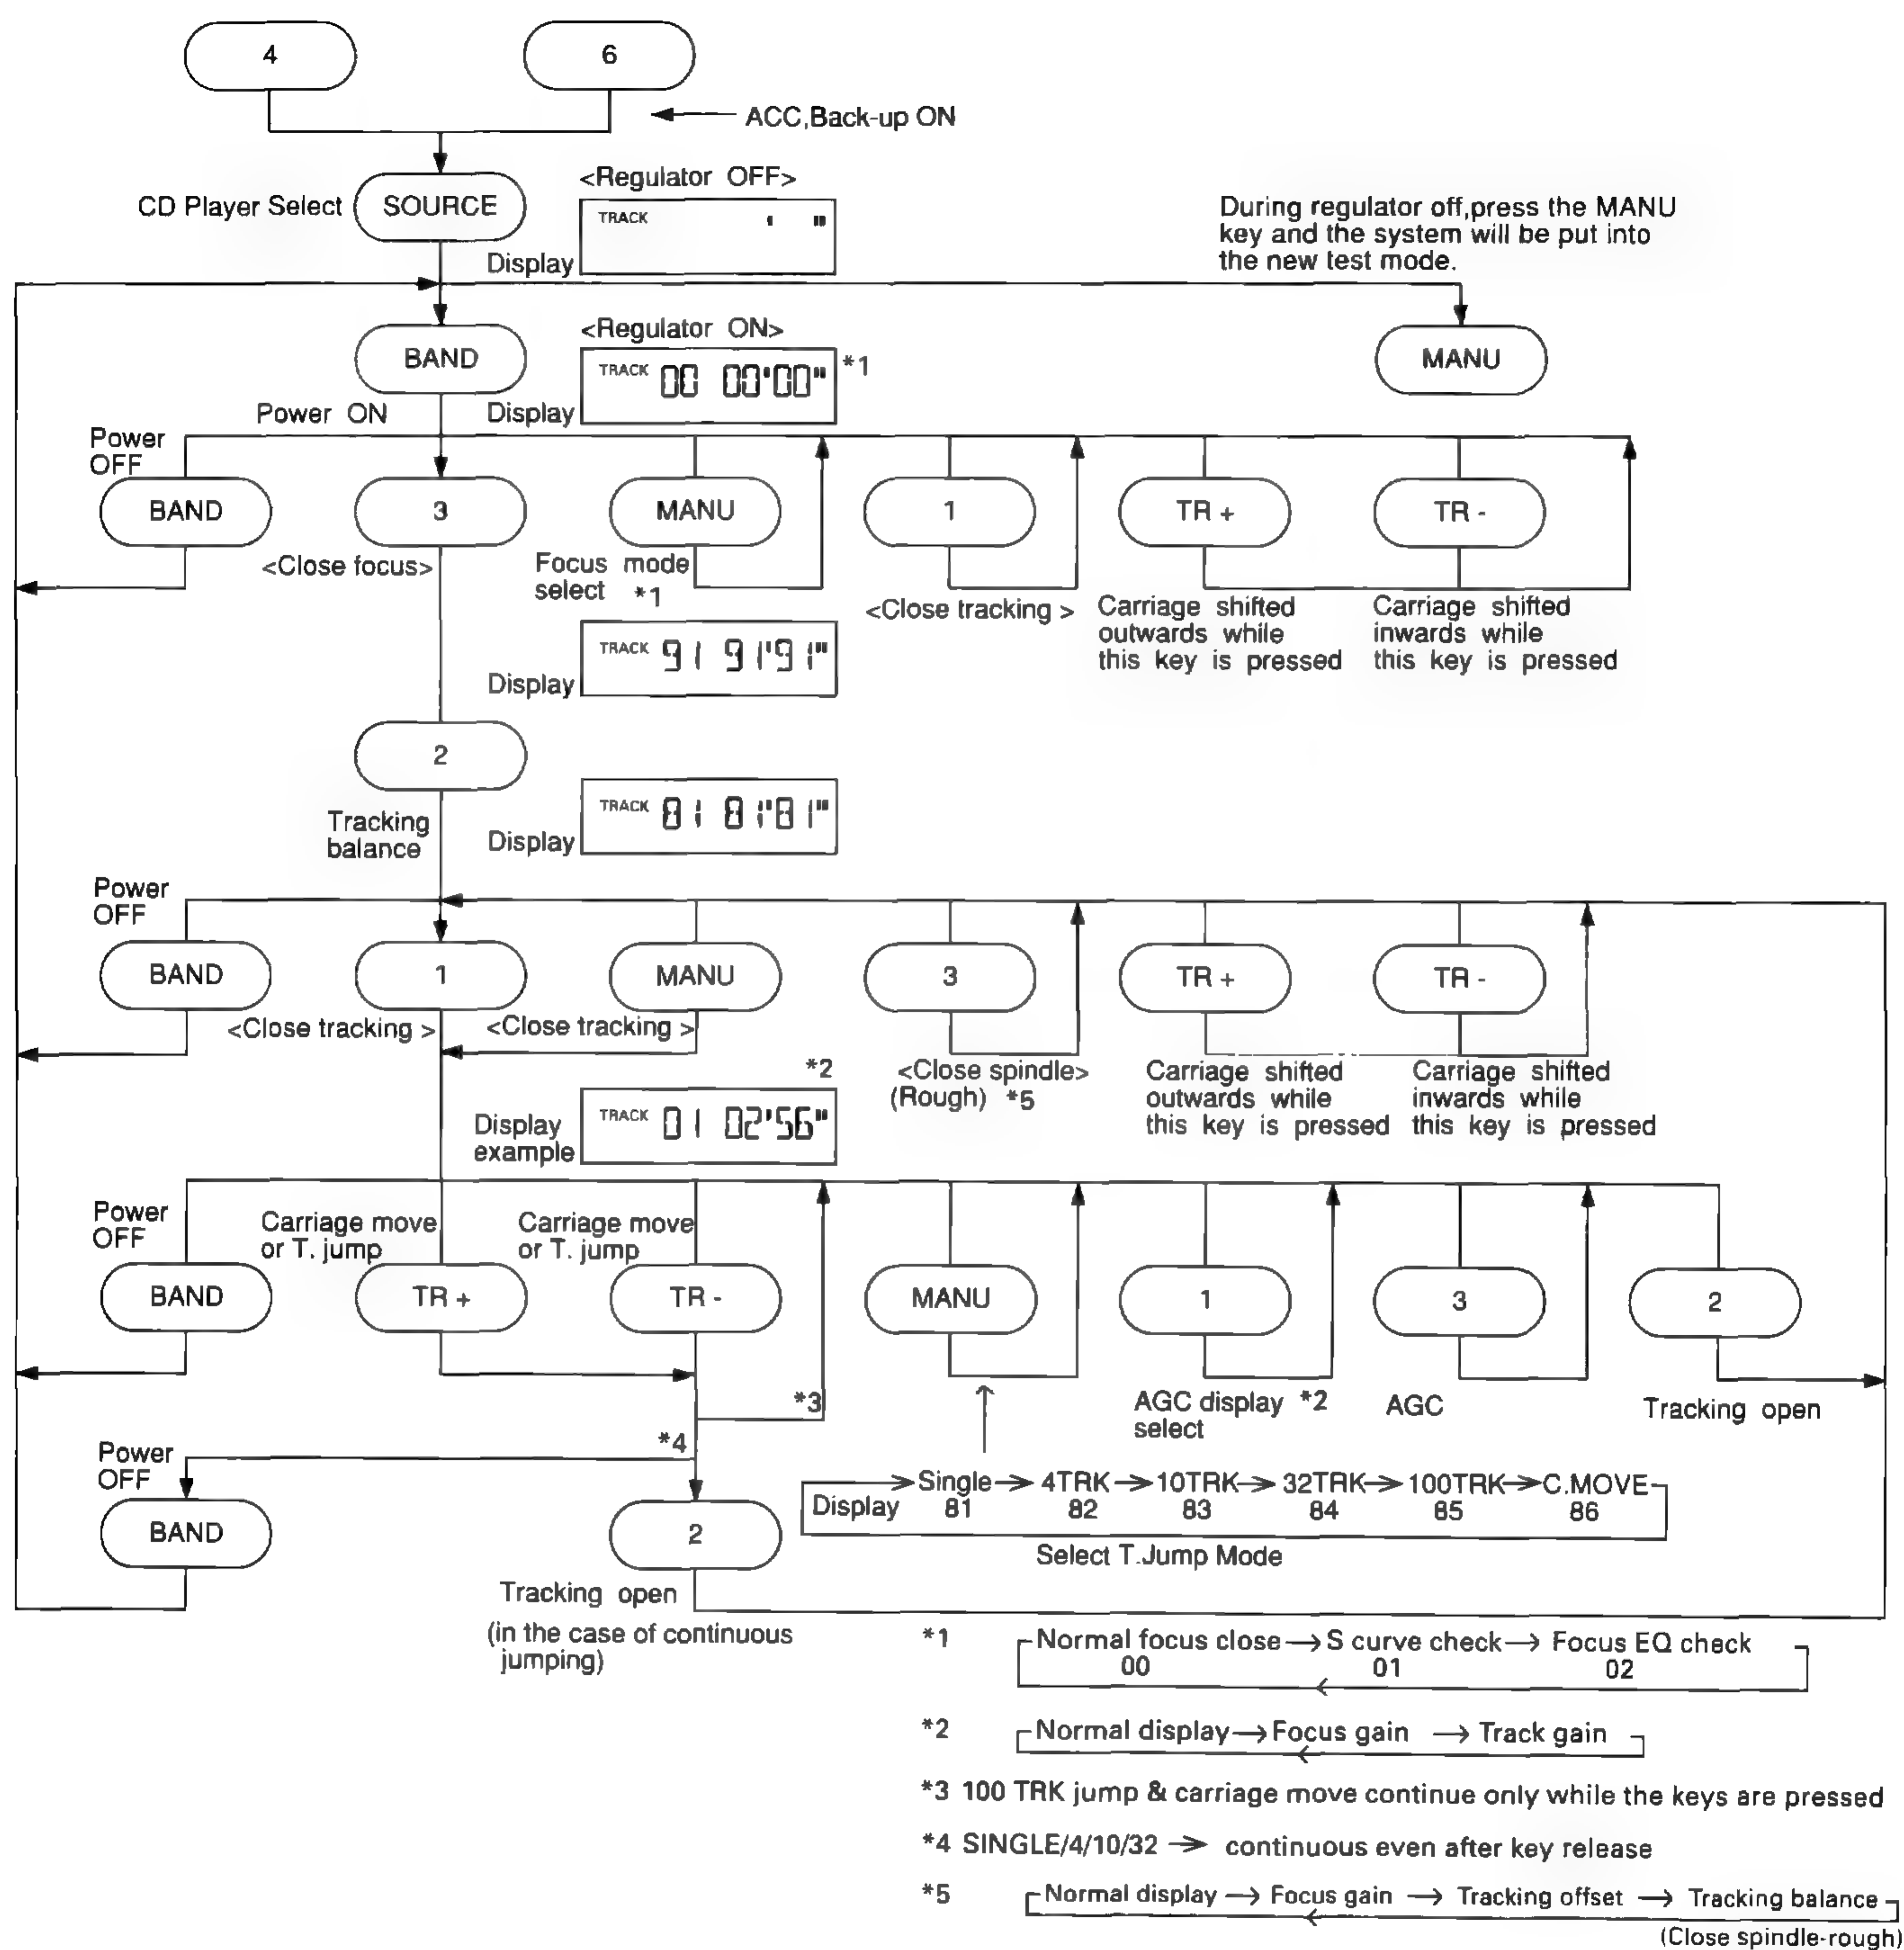 4
6
ACC,Back-up ON
CD Player Select
SOURCE
<Regulator OFF>
TRACK ' "
Display
During regulator off,press the MANU
key and the system will be put into
the new test mode.
BAND
<Regulator ON>
TRACK 00 00'00"
*1
Display
MANU
Power ON
Power
OFF
BAND
3
MANU
1
TR +
TR -
<Close focus>
Focus mode
select *1
<Close tracking >
Carriage shifted
outwards while
this key is pressed
Carriage shifted
inwards while
this key is pressed
TRACK 91 91'91"
Display
2
Tracking
balance
TRACK 81 81'81"
Display
Power
OFF
BAND
1
MANU
3
TR +
TR -
<Close tracking >
<Close tracking >
<Close spindle>
(Rough) *5
Carriage shifted
outwards while
this key is pressed
Carriage shifted
inwards while
this key is pressed
*2
Display
example
TRACK 01 02'56"
Power
OFF
Carriage move
or T. jump
Carriage move
or T. jump
BAND
TR +
TR -
MANU
1
3
2
*3
AGC display *2
select
AGC
Tracking open
*4
Power
OFF
BAND
2
Single → 4TRK → 10TRK → 32TRK → 100TRK → C.MOVE
Display 81 82 83 84 85 86
Select T.Jump Mode
Tracking open
(in the case of continuous
jumping)
*1 Normal focus close → S curve check → Focus EQ check
00 01 02
*2 Normal display → Focus gain → Track gain
*3 100 TRK jump & carriage move continue only while the keys are pressed
*4 SINGLE/4/10/32 → continuous even after key release
*5 Normal display → Focus gain → Tracking offset → Tracking balance
(Close spindle-rough)